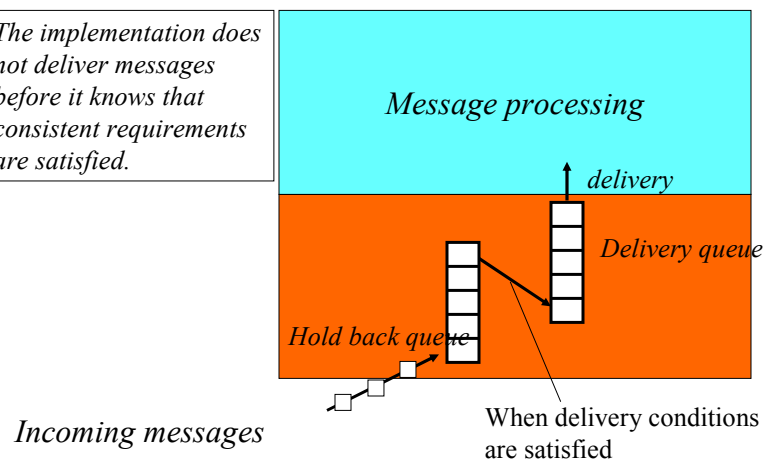 The implementation does
not deliver messages
before it knows that
consistent requirements
are satisfied.
Message processing
delivery
Delivery queue
Hold back queue
Incoming messages
When delivery conditions
are satisfied